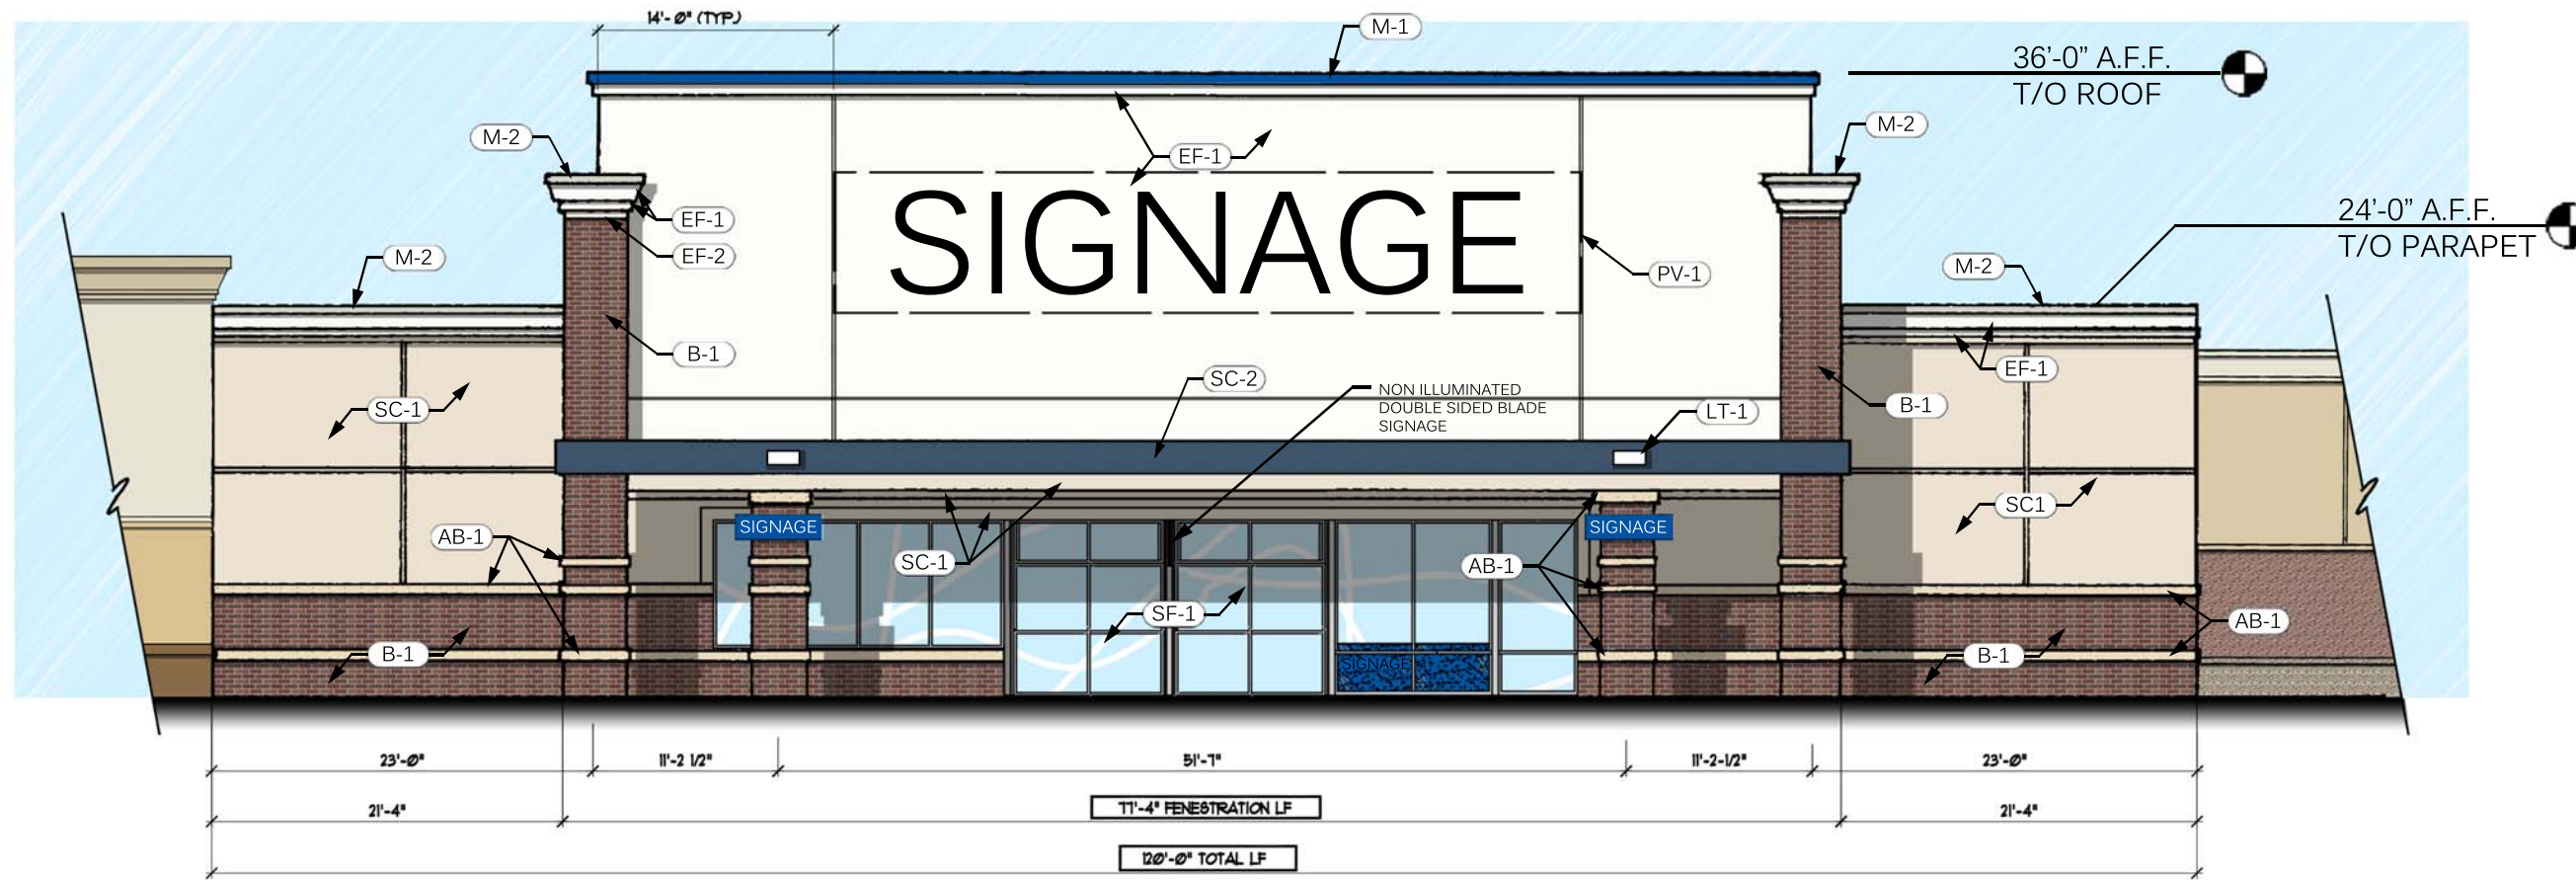 14'-0" (TYP.)
M-1
36'-0" A.F.F.
T/O ROOF
M-2
M-2
EF-1
EF-1
EF-2
24'-0" A.F.F.
T/O PARAPET
M-2
M-2
SIGNAGE
PV-1
B-1
EF-1
SC-2
NON ILLUMINATED
DOUBLE SIDED BLADE
SIGNAGE
SC-1
LT-1
B-1
SC1
SIGNAGE
SIGNAGE
AB-1
SC-1
AB-1
SF-1
AB-1
B-1
SIGNAGE
B-1
23'-0"
11'-2 1/2"
51'-7"
11'-2-1/2"
23'-0"
21'-4"
77'-4" FENESTRATION LF
21'-4"
120'-0" TOTAL LF